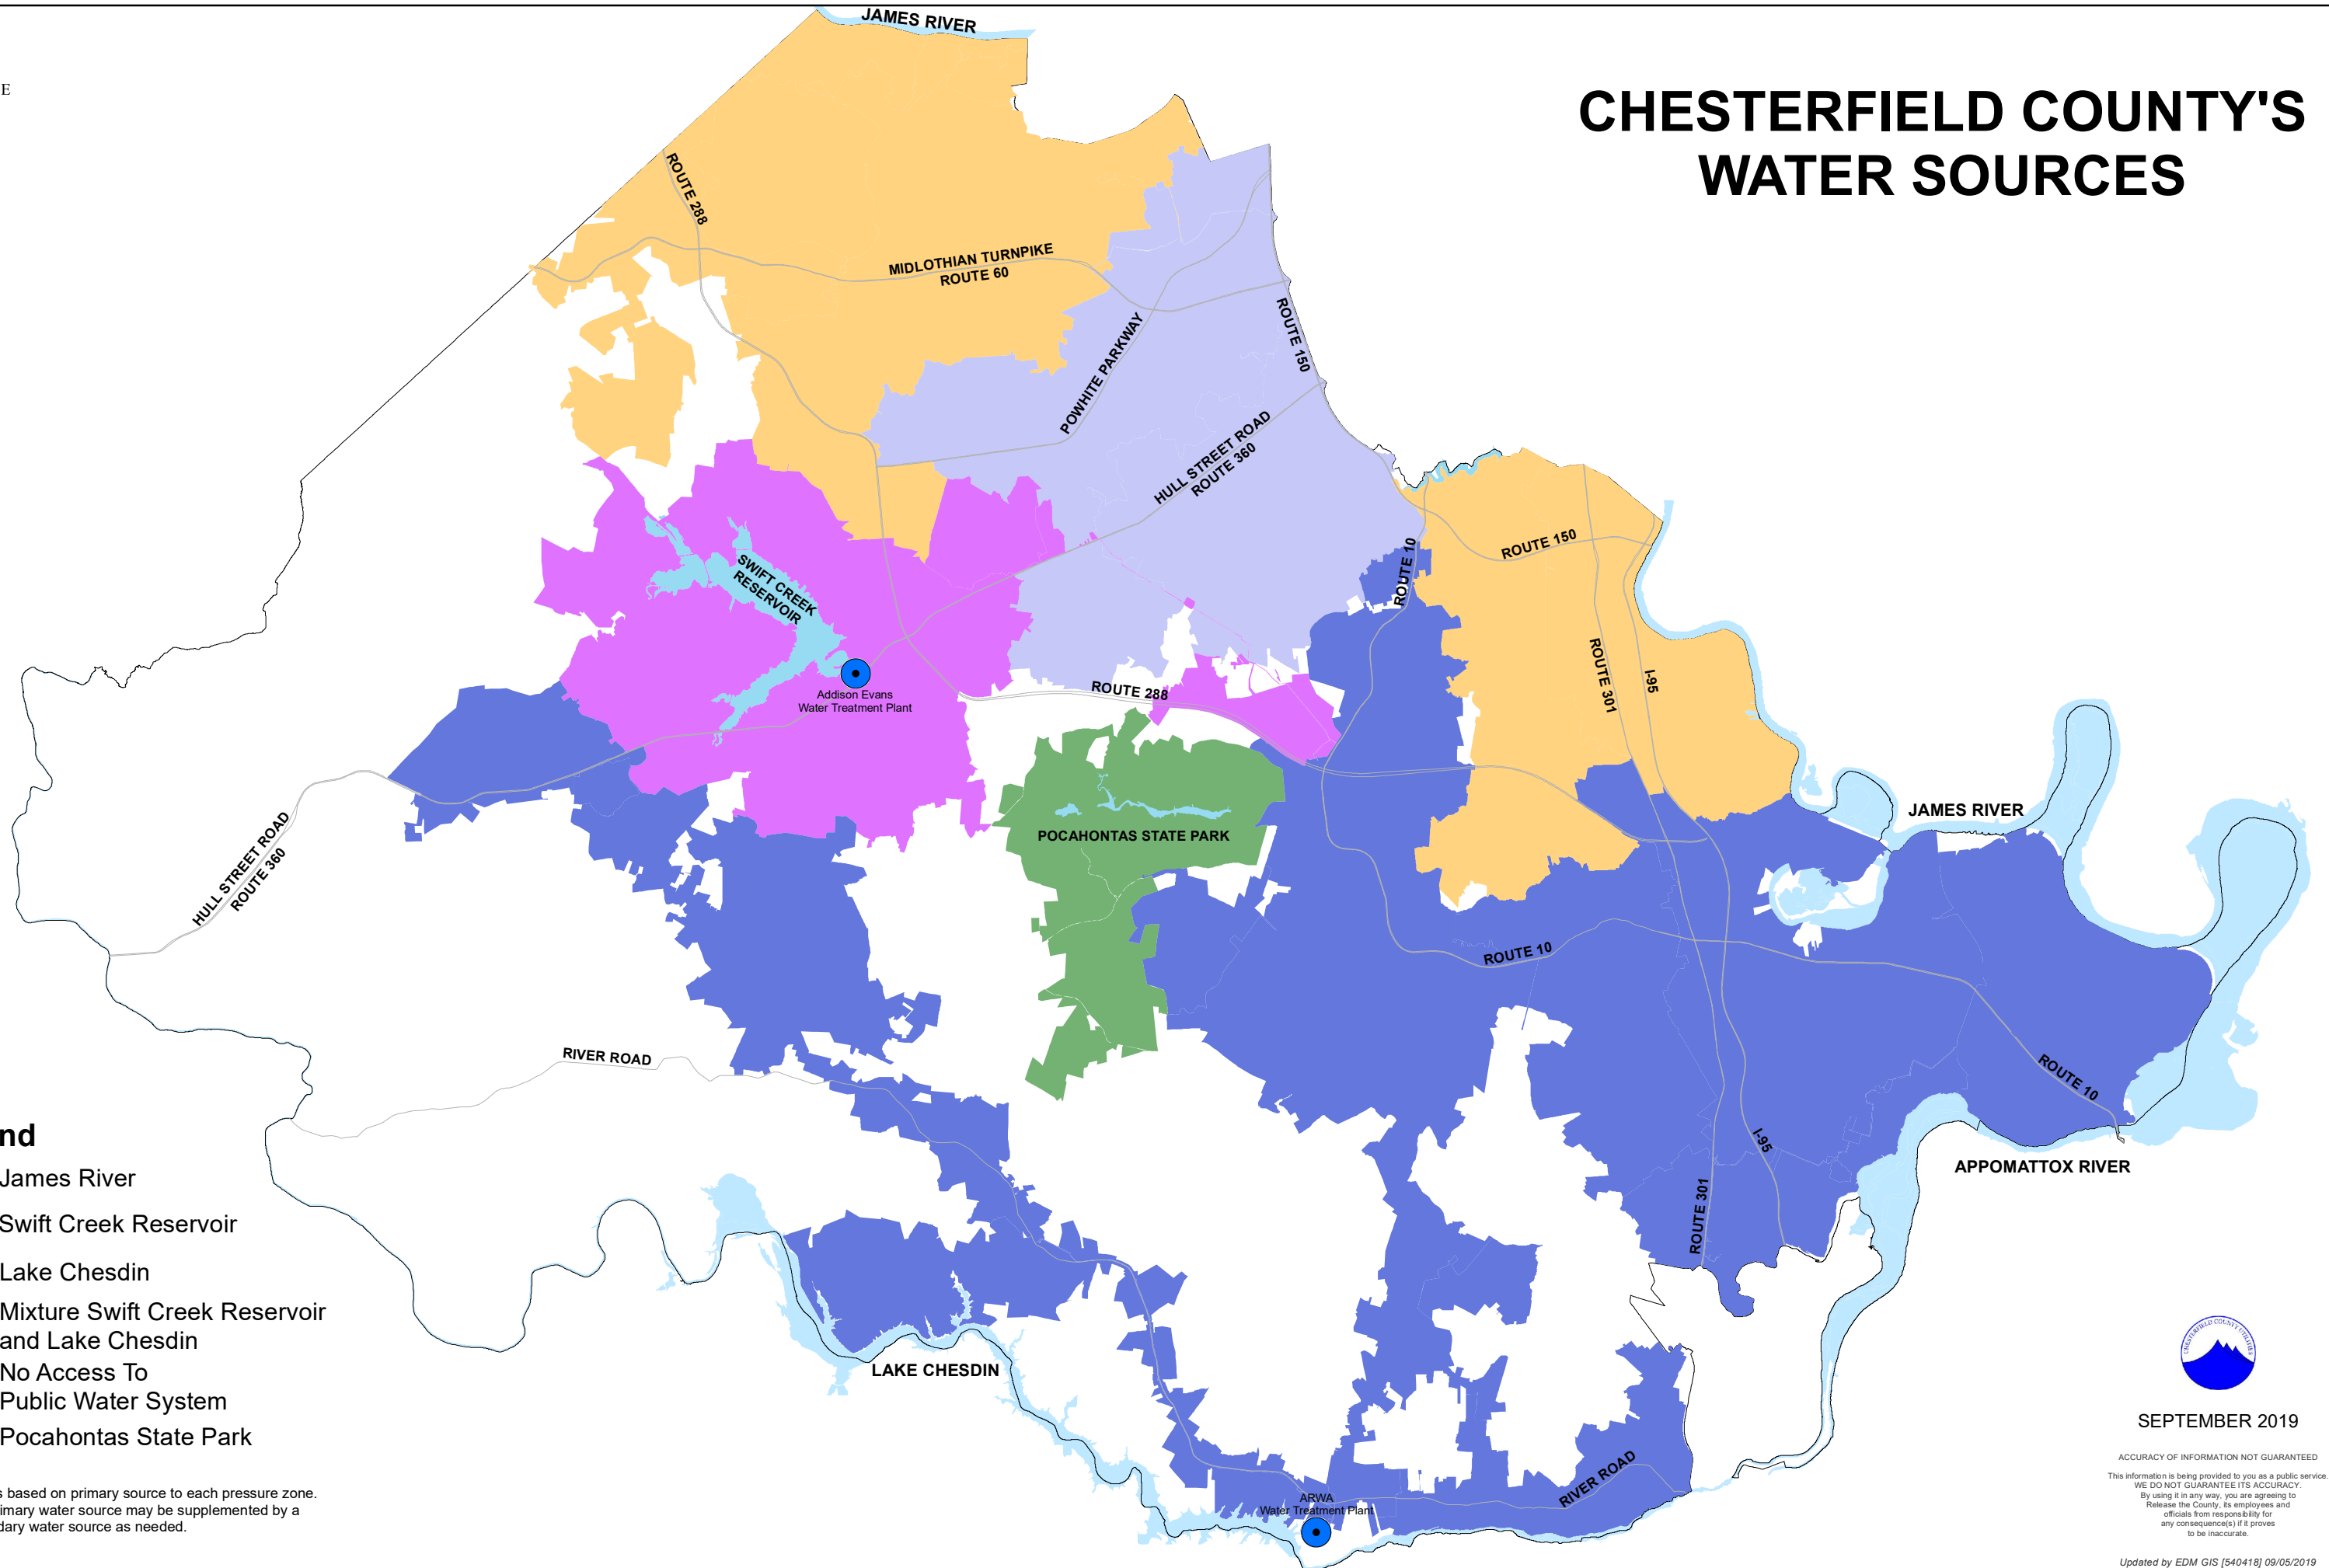 JAMES RIVER
E
CHESTERFIELD COUNTY'S
WATER SOURCES
ROUTE 288
MIDLOTHIAN TURNPIKE
ROUTE 60
POWHITE PARKWAY
ROUTE 150
HULL STREET ROAD
ROUTE 360
ROUTE 10
ROUTE 150
SWIFT CREEK
RESERVOIR
Addison Evans
Water Treatment Plant
ROUTE 288
ROUTE 301
I-95
POCAHONTAS STATE PARK
JAMES RIVER
HULL STREET ROAD
ROUTE 360
ROUTE 10
RIVER ROAD
ROUTE 10
I-95
ROUTE 301
APPOMATTOX RIVER
nd
James River
Swift Creek Reservoir
Lake Chesdin
Mixture Swift Creek Reservoir
and Lake Chesdin
No Access To
Public Water System
Pocahontas State Park
s based on primary source to each pressure zone.
imary water source may be supplemented by a
dary water source as needed.
LAKE CHESDIN
ARWA
Water Treatment Plant
RIVER ROAD
CHESTERFIELD COUNTY UTILITIES
SEPTEMBER 2019
ACCURACY OF INFORMATION NOT GUARANTEED
This information is being provided to you as a public service.
WE DO NOT GUARANTEE ITS ACCURACY.
By using it in any way, you are agreeing to
Release the County, its employees and
officials from responsibility for
any consequence(s) if it proves
to be inaccurate.
Updated by EDM GIS [540418] 09/05/2019